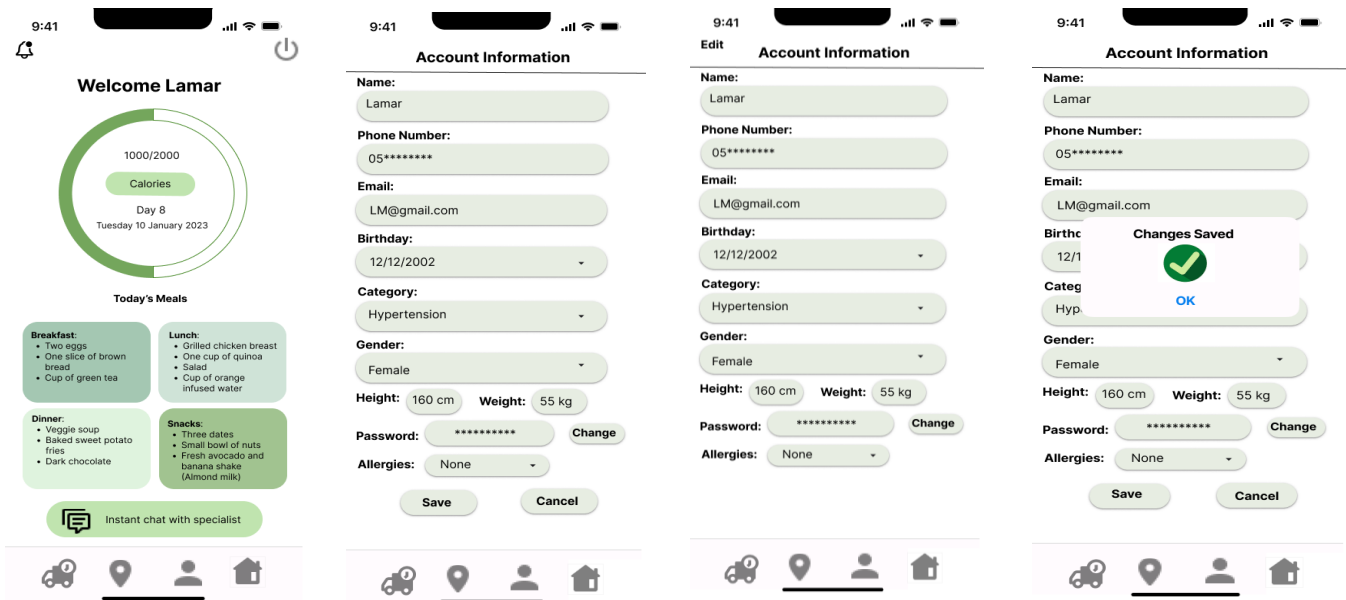 9:41
Welcome Lamar
1000/2000
Calories
Day 8
Tuesday 10 January 2023
Today's Meals
Breakfast:
• Two eggs
• One slice of brown
bread
• Cup of green tea
Lunch:
• Grilled chicken breast
• One cup of quinoa
• Salad
• Cup of orange
infused water
Dinner:
• Veggie soup
• Baked sweet potato
fries
• Dark chocolate
Snacks:
• Three dates
• Small bowl of nuts
• Fresh avocado and
banana shake
(Almond milk)
Instant chat with specialist
9:41
Account Information
Name:
Lamar
Phone Number:
05********
Email:
LM@gmail.com
Birthday:
12/12/2002
Category:
Hypertension
Gender:
Female
Height: 160 cm Weight: 55 kg
Password: ********** Change
Allergies: None
Save Cancel
9:41
Edit
Account Information
Name:
Lamar
Phone Number:
05********
Email:
LM@gmail.com
Birthday:
12/12/2002
Category:
Hypertension
Gender:
Female
Height: 160 cm Weight: 55 kg
Password: ********** Change
Allergies: None
9:41
Account Information
Name:
Lamar
Phone Number:
05********
Email:
LM@gmail.com
Birth
Changes Saved
12/1
Categ
OK
Hyp
Gender:
Female
Height: 160 cm Weight: 55 kg
Password: ********** Change
Allergies: None
Save Cancel